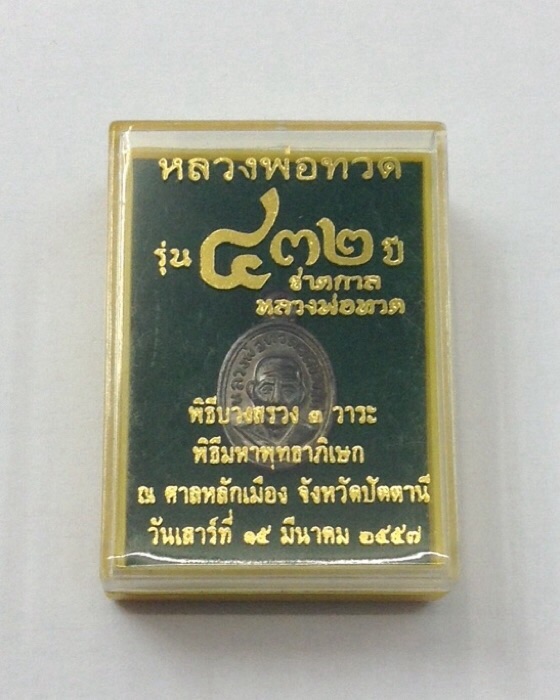 หลวงพ่อทวด
รุ่น ๔๓๒ ปี
ชาตกาล
หลวงพ่อทวด
พิธีบวงสรวง ๓ วาระ
พิธีมหาพุทธาภิเษก
ณ ศาลหลักเมือง จังหวัดปัตตานี
วันเสาร์ที่ ๑๕ มีนาคม ๒๕๕๗